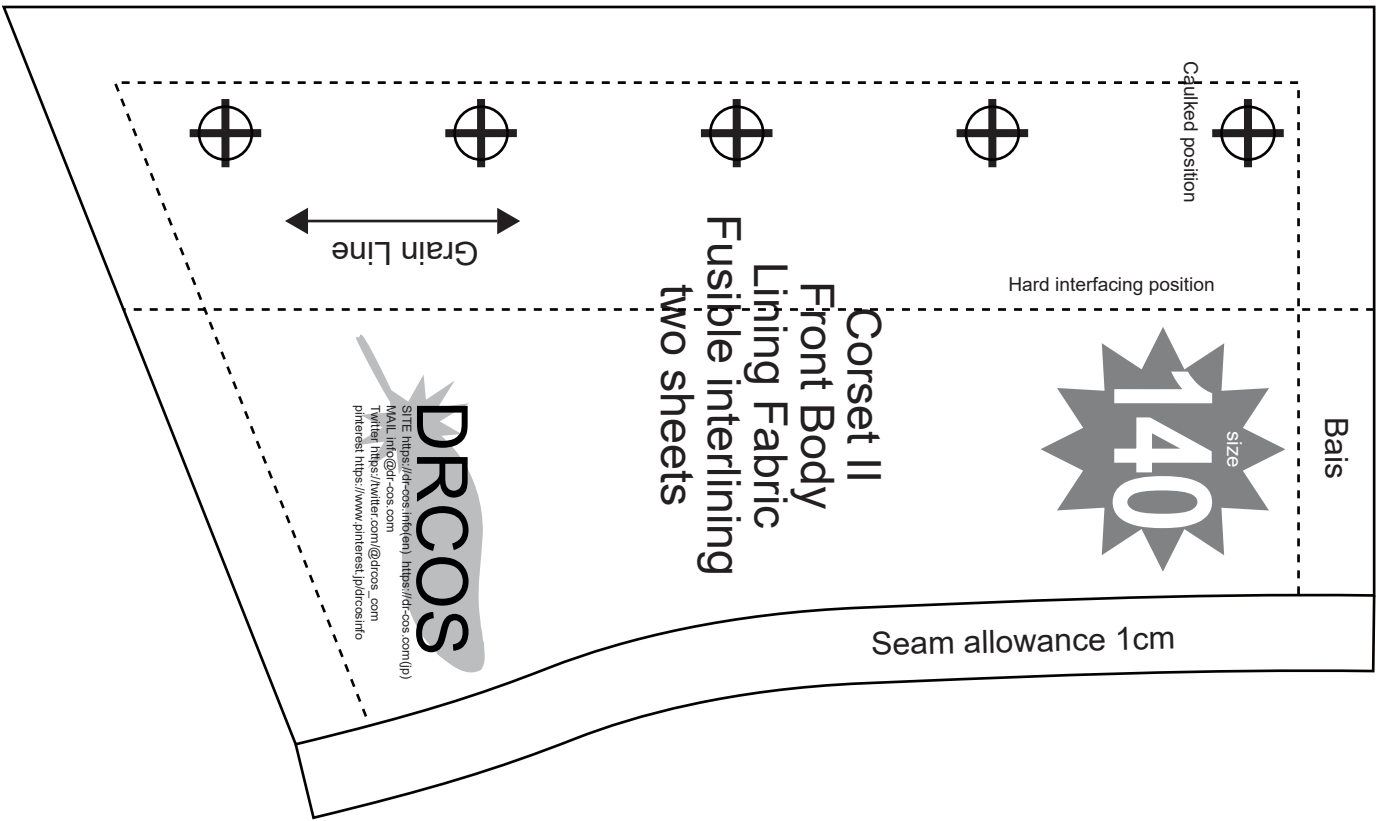 Caulked position
Grain Line
Hard interfacing position
Corset II
Front Body
Lining Fabric
Fusible interlining
two sheets
size
140
Bais
DRCOS
SITE https://dr-cos.info(en) https://dr-cos.com(jp)
MAIL info@dr-cos.com
Twitter https://twitter.com/@drcos_com
pinterest https://www.pinterest.jp/drcosinfo
Seam allowance 1cm